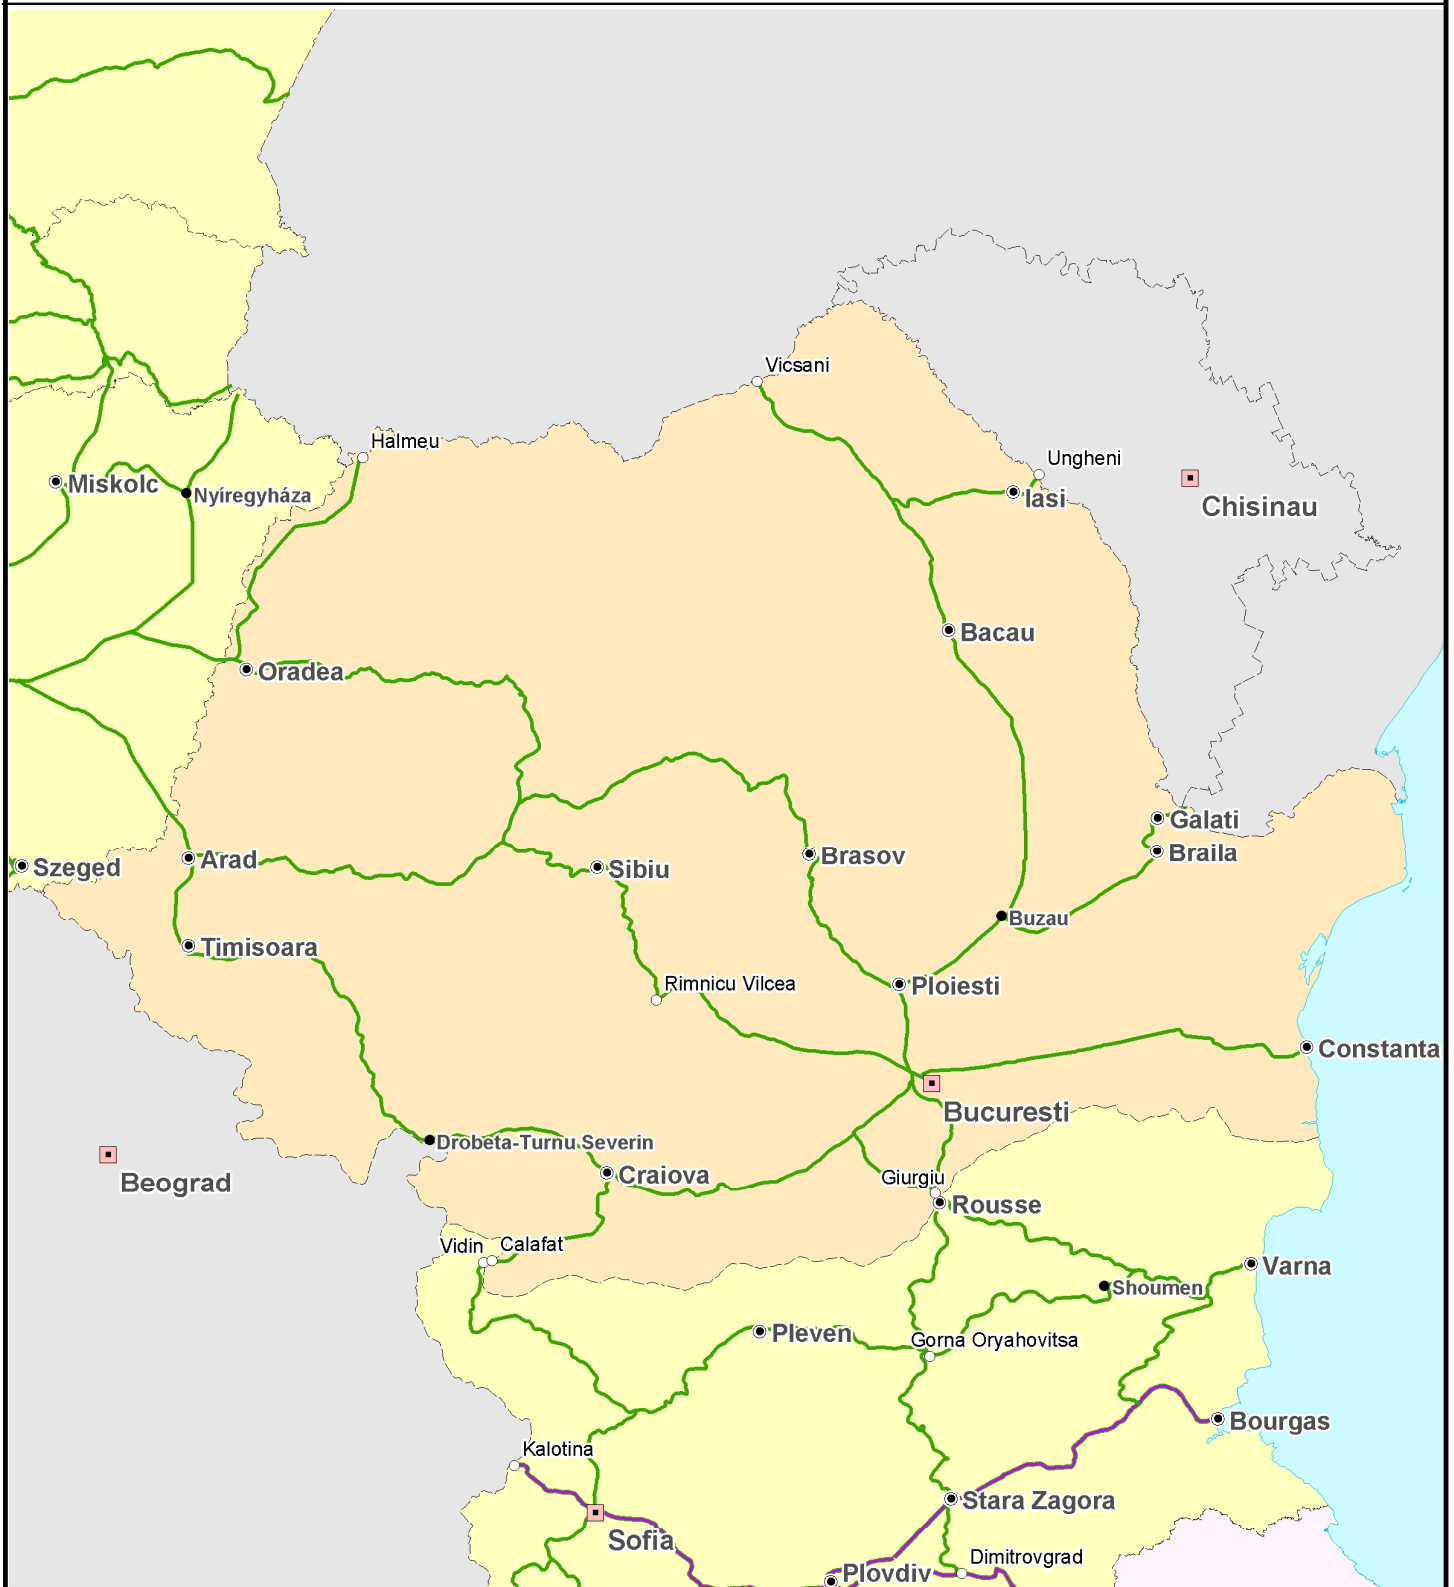 Vicsani
Halmeu
Ungheni
Miskolc
Nyíregyháza
Iasi
Chisinau
Bacau
Oradea
Galati
Braila
Szeged
Arad
Sibiu
Brasov
Buzau
Timisoara
Rimnicu Vilcea
Ploiesti
Constanta
Bucuresti
Drobeta-Turnu Severin
Beograd
Craiova
Giurgiu
Rousse
Vidin
Calafat
Varna
Shoumen
Pleven
Gorna Oryahovitsa
Bourgas
Kalotina
Stara Zagora
Sofia
Dimitrovgrad
Plovdiv